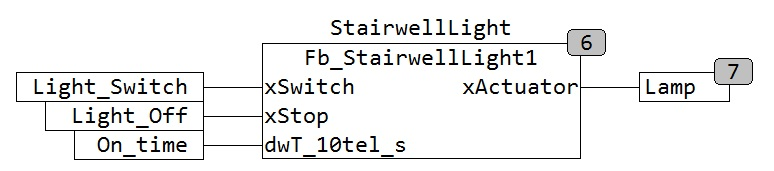 StairwellLight
6
Fb_StairwellLight1
7
Light_Switch xSwitch xActuator Lamp
Light_Off xStop
On_time dwT_10tel_s